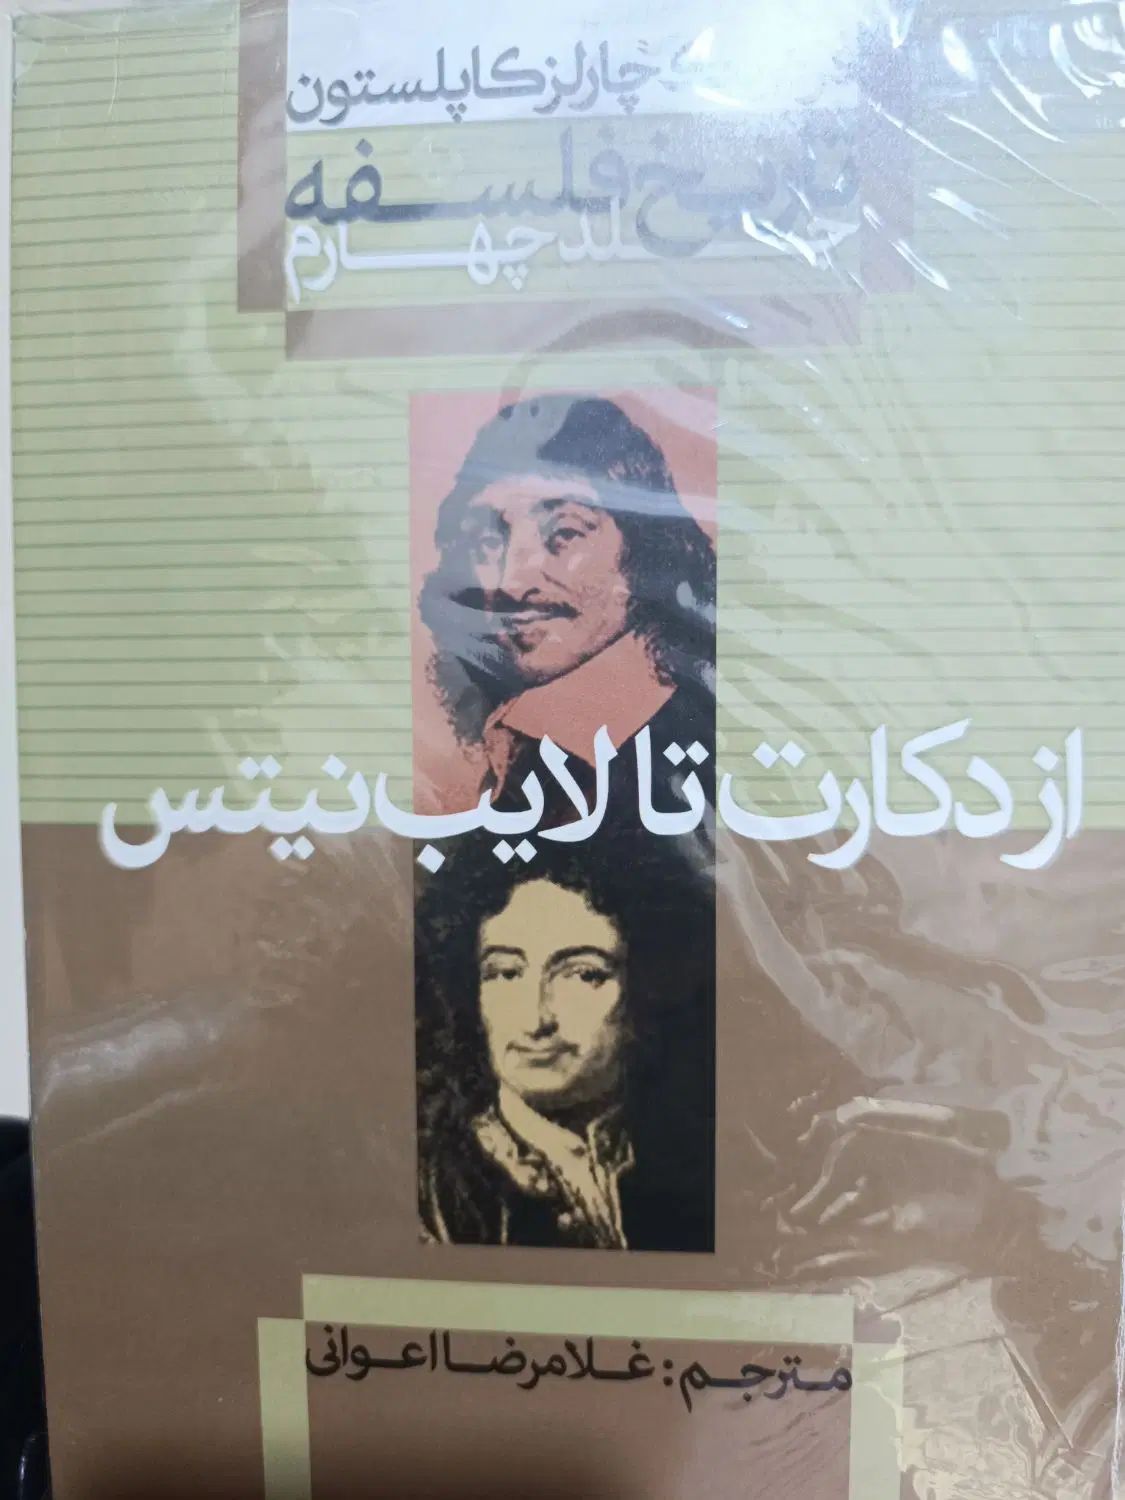 چارلز کاپلستون
تاریخ فلسفه
جلد چهارم
از دکارت تا لایب نیتس
مترجم: غلامرضا اعوانی